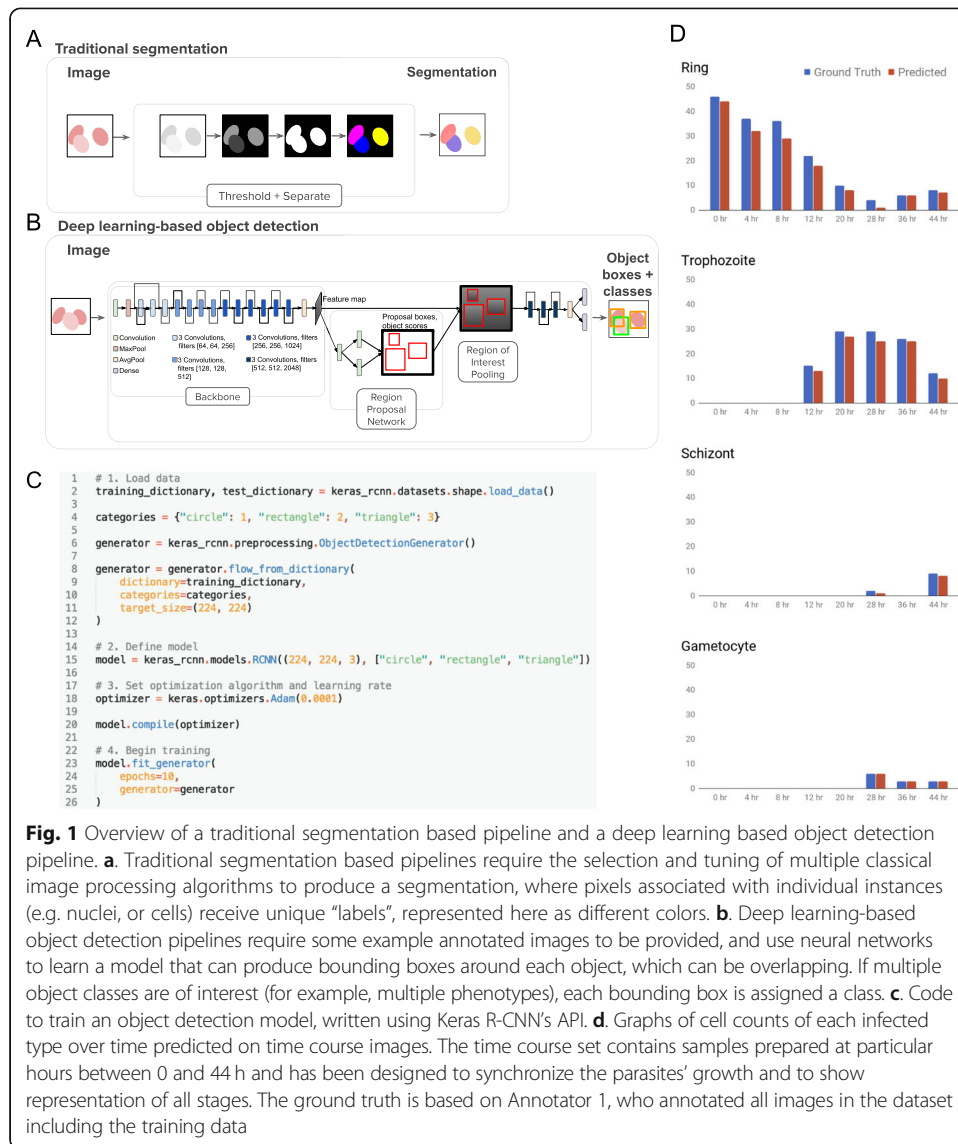 A
Traditional segmentation
Image
Segmentation
Threshold + Separate
B
Deep learning-based object detection
Image
Object
boxes +
classes
Feature map
Proposal boxes,
object scores
Convolution
MaxPool
AvgPool
Dense
3 Convolutions,
filters [64, 64, 256]
3 Convolutions,
filters [128, 128,
512]
3 Convolutions, filters
[256, 256, 1024]
3 Convolutions, filters
[512, 512, 2048]
Backbone
Region
Proposal
Network
Region of
Interest
Pooling
C
1 # 1. Load data
2 training_dictionary, test_dictionary = keras_rcnn.datasets.shape.load_data()
3
4 categories = {"circle": 1, "rectangle": 2, "triangle": 3}
5
6 generator = keras_rcnn.preprocessing.ObjectDetectionGenerator()
7
8 generator = generator.flow_from_dictionary(
9 dictionary=training_dictionary,
10 categories=categories,
11 target_size=(224, 224)
12 )
13
14 # 2. Define model
15 model = keras_rcnn.models.RCNN((224, 224, 3), ["circle", "rectangle", "triangle"])
16
17 # 3. Set optimization algorithm and learning rate
18 optimizer = keras.optimizers.Adam(0.0001)
19
20 model.compile(optimizer)
21
22 # 4. Begin training
23 model.fit_generator(
24 epochs=10,
25 generator=generator
26 )
D
Ring
Ground Truth Predicted
50
40
30
20
10
0
0 hr 4 hr 8 hr 12 hr 20 hr 28 hr 36 hr 44 hr
Trophozoite
50
40
30
20
10
0
0 hr 4 hr 8 hr 12 hr 20 hr 28 hr 36 hr 44 hr
Schizont
50
40
30
20
10
0
0 hr 4 hr 8 hr 12 hr 20 hr 28 hr 36 hr 44 hr
Gametocyte
50
40
30
20
10
0
0 hr 4 hr 8 hr 12 hr 20 hr 28 hr 36 hr 44 hr
Fig. 1 Overview of a traditional segmentation based pipeline and a deep learning based object detection
pipeline. a. Traditional segmentation based pipelines require the selection and tuning of multiple classical
image processing algorithms to produce a segmentation, where pixels associated with individual instances
(e.g. nuclei, or cells) receive unique “labels”, represented here as different colors. b. Deep learning-based
object detection pipelines require some example annotated images to be provided, and use neural networks
to learn a model that can produce bounding boxes around each object, which can be overlapping. If multiple
object classes are of interest (for example, multiple phenotypes), each bounding box is assigned a class. c. Code
to train an object detection model, written using Keras R-CNN’s API. d. Graphs of cell counts of each infected
type over time predicted on time course images. The time course set contains samples prepared at particular
hours between 0 and 44 h and has been designed to synchronize the parasites’ growth and to show
representation of all stages. The ground truth is based on Annotator 1, who annotated all images in the dataset
including the training data